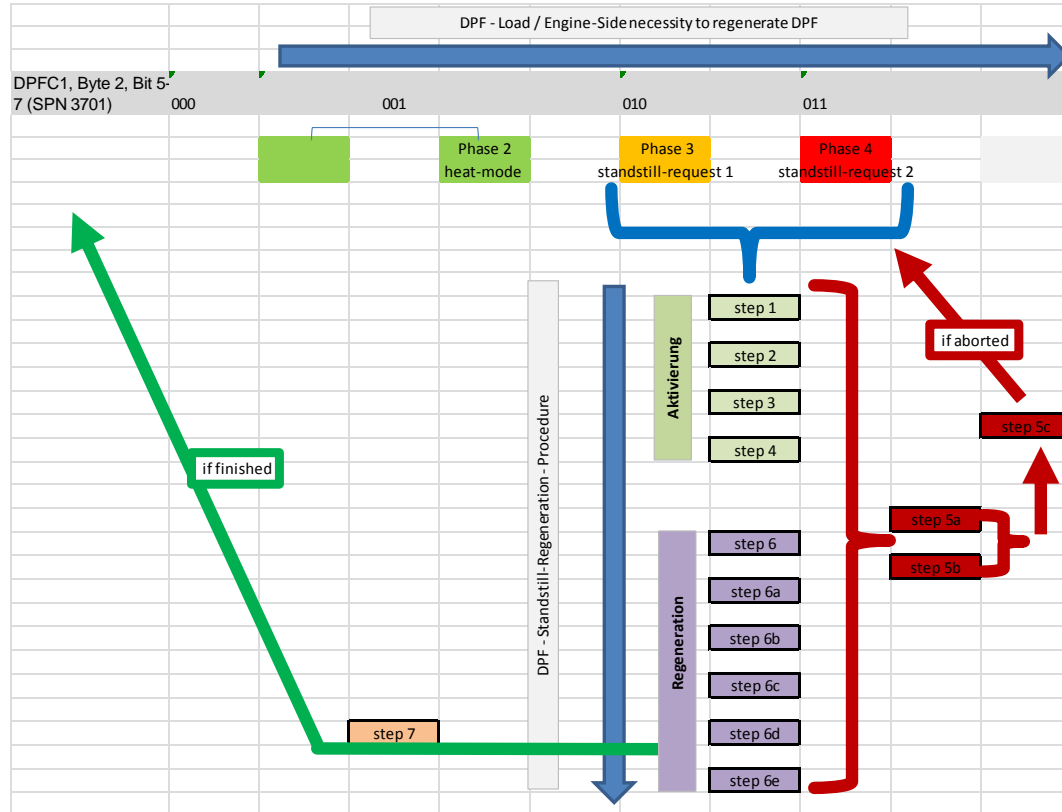 DPF - Load / Engine-Side necessity to regenerate DPF
DPFC1, Byte 2, Bit 5-
7 (SPN 3701)
000
001
010
011
Phase 2
heat-mode
Phase 3
standstill-request 1
Phase 4
standstill-request 2
DPF - Standstill-Regeneration - Procedure
Aktivierung
step 1
step 2
step 3
step 4
if aborted
step 5c
if finished
step 5a
step 5b
Regeneration
step 6
step 6a
step 6b
step 6c
step 7
step 6d
step 6e